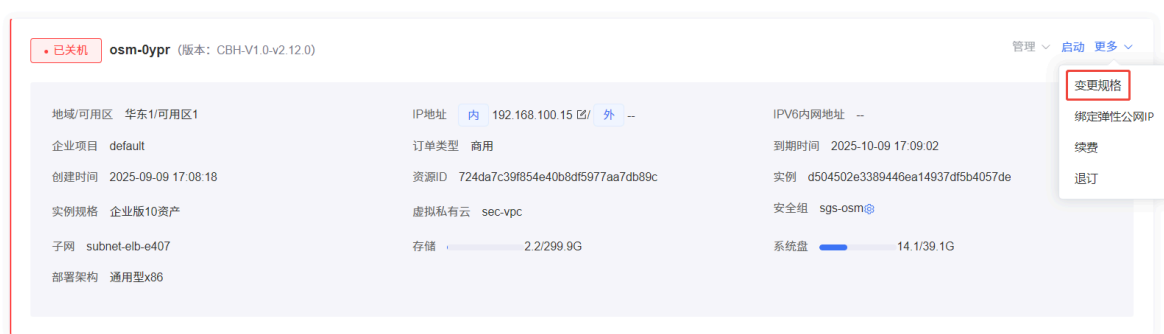 已关机 osm-0ypr（版本：CBH-V1.0-v2.12.0） 管理 启动 更多
变更规格
地域/可用区 华东1/可用区1 IP地址 内 192.168.100.15 / 外 -- IPV6内网地址 --
绑定弹性公网IP
企业项目 default 订单类型 商用 到期时间 2025-10-09 17:09:02
续费
创建时间 2025-09-09 17:08:18 资源ID 724da7c39f854e40b8df5977aa7db89c 实例 d504502e3389446ea14937df5b4057de
退订
实例规格 企业版10资产 虚拟私有云 sec-vpc 安全组 sgs-osm
子网 subnet-elb-e407 存储 2.2/299.9G 系统盘 14.1/39.1G
部署架构 通用型x86